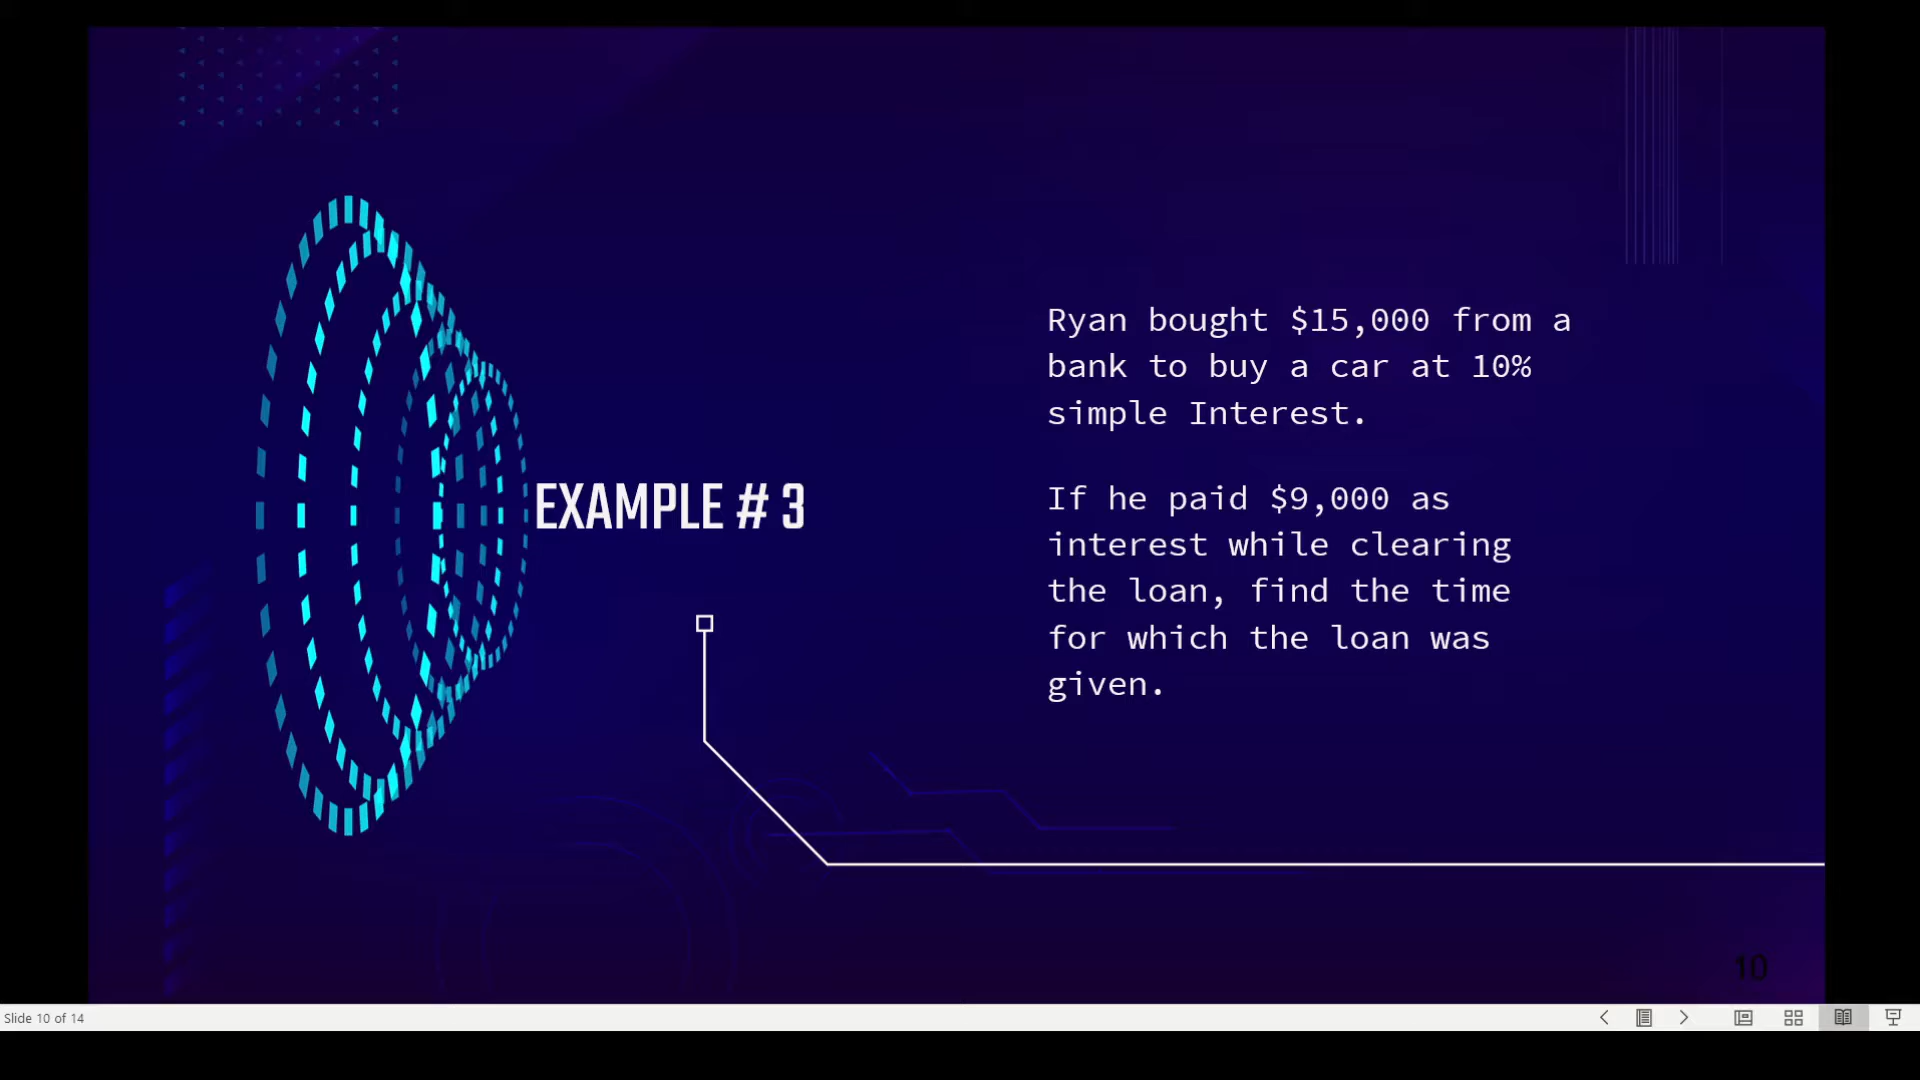 EXAMPLE # 3
Ryan bought $15,000 from a
bank to buy a car at 10%
simple Interest.
If he paid $9,000 as
interest while clearing
the loan, find the time
for which the loan was
given.
10
Slide 10 of 14